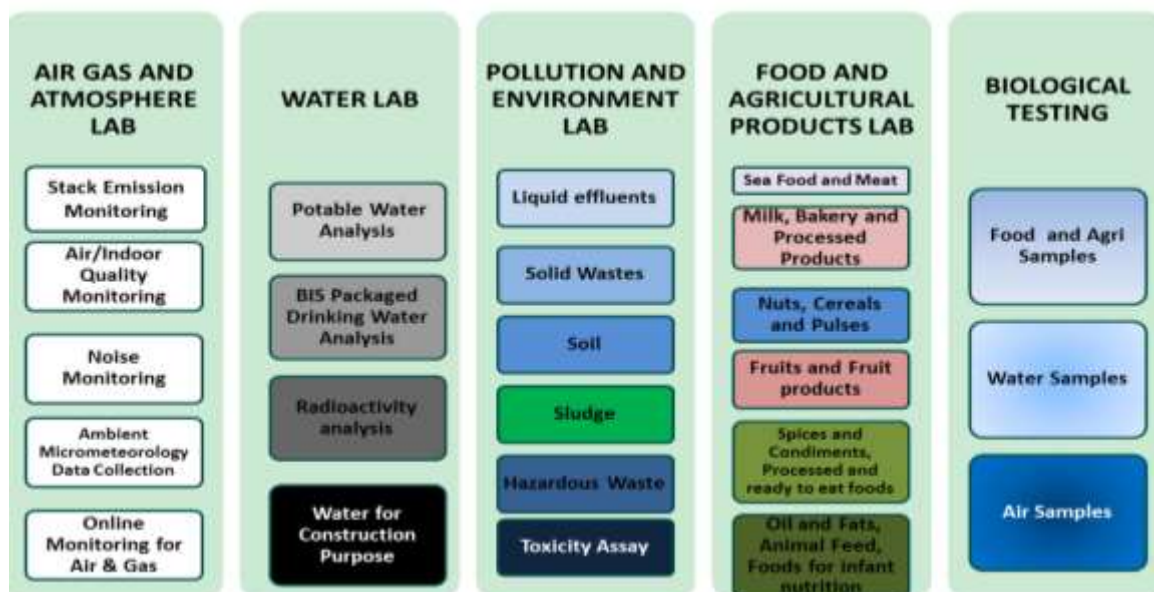 AIR GAS AND
ATMOSPHERE
LAB
Stack Emission
Monitoring
Air/Indoor
Quality
Monitoring
Noise
Monitoring
Ambient
Micrometeorology
Data Collection
Online
Monitoring for
Air & Gas
WATER LAB
Potable Water
Analysis
BIS Packaged
Drinking Water
Analysis
Radioactivity
analysis
Water for
Construction
Purpose
POLLUTION AND
ENVIRONMENT
LAB
Liquid effluents
Solid Wastes
Soil
Sludge
Hazardous Waste
Toxicity Assay
FOOD AND
AGRICULTURAL
PRODUCTS LAB
Sea Food and Meat
Milk, Bakery and
Processed
Products
Nuts, Cereals
and Pulses
Fruits and Fruit
products
Spices and
Condiments,
Processed and
ready to eat foods
Oil and Fats,
Animal Feed,
Foods for infant
nutrition
BIOLOGICAL
TESTING
Food and Agri
Samples
Water Samples
Air Samples